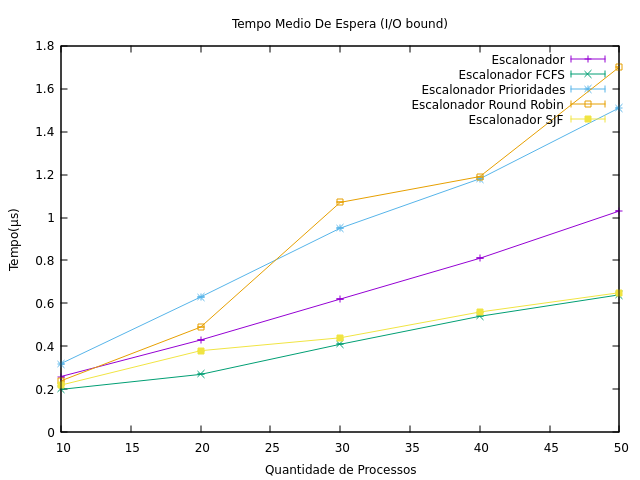 Tempo Medio De Espera (I/O bound)
1.8
1.6
1.4
1.2
1
0.8
0.6
0.4
0.2
0
Tempo(µs)
Escalonador
Escalonador FCFS
Escalonador Prioridades
Escalonador Round Robin
Escalonador SJF
10 15 20 25 30 35 40 45 50
Quantidade de Processos